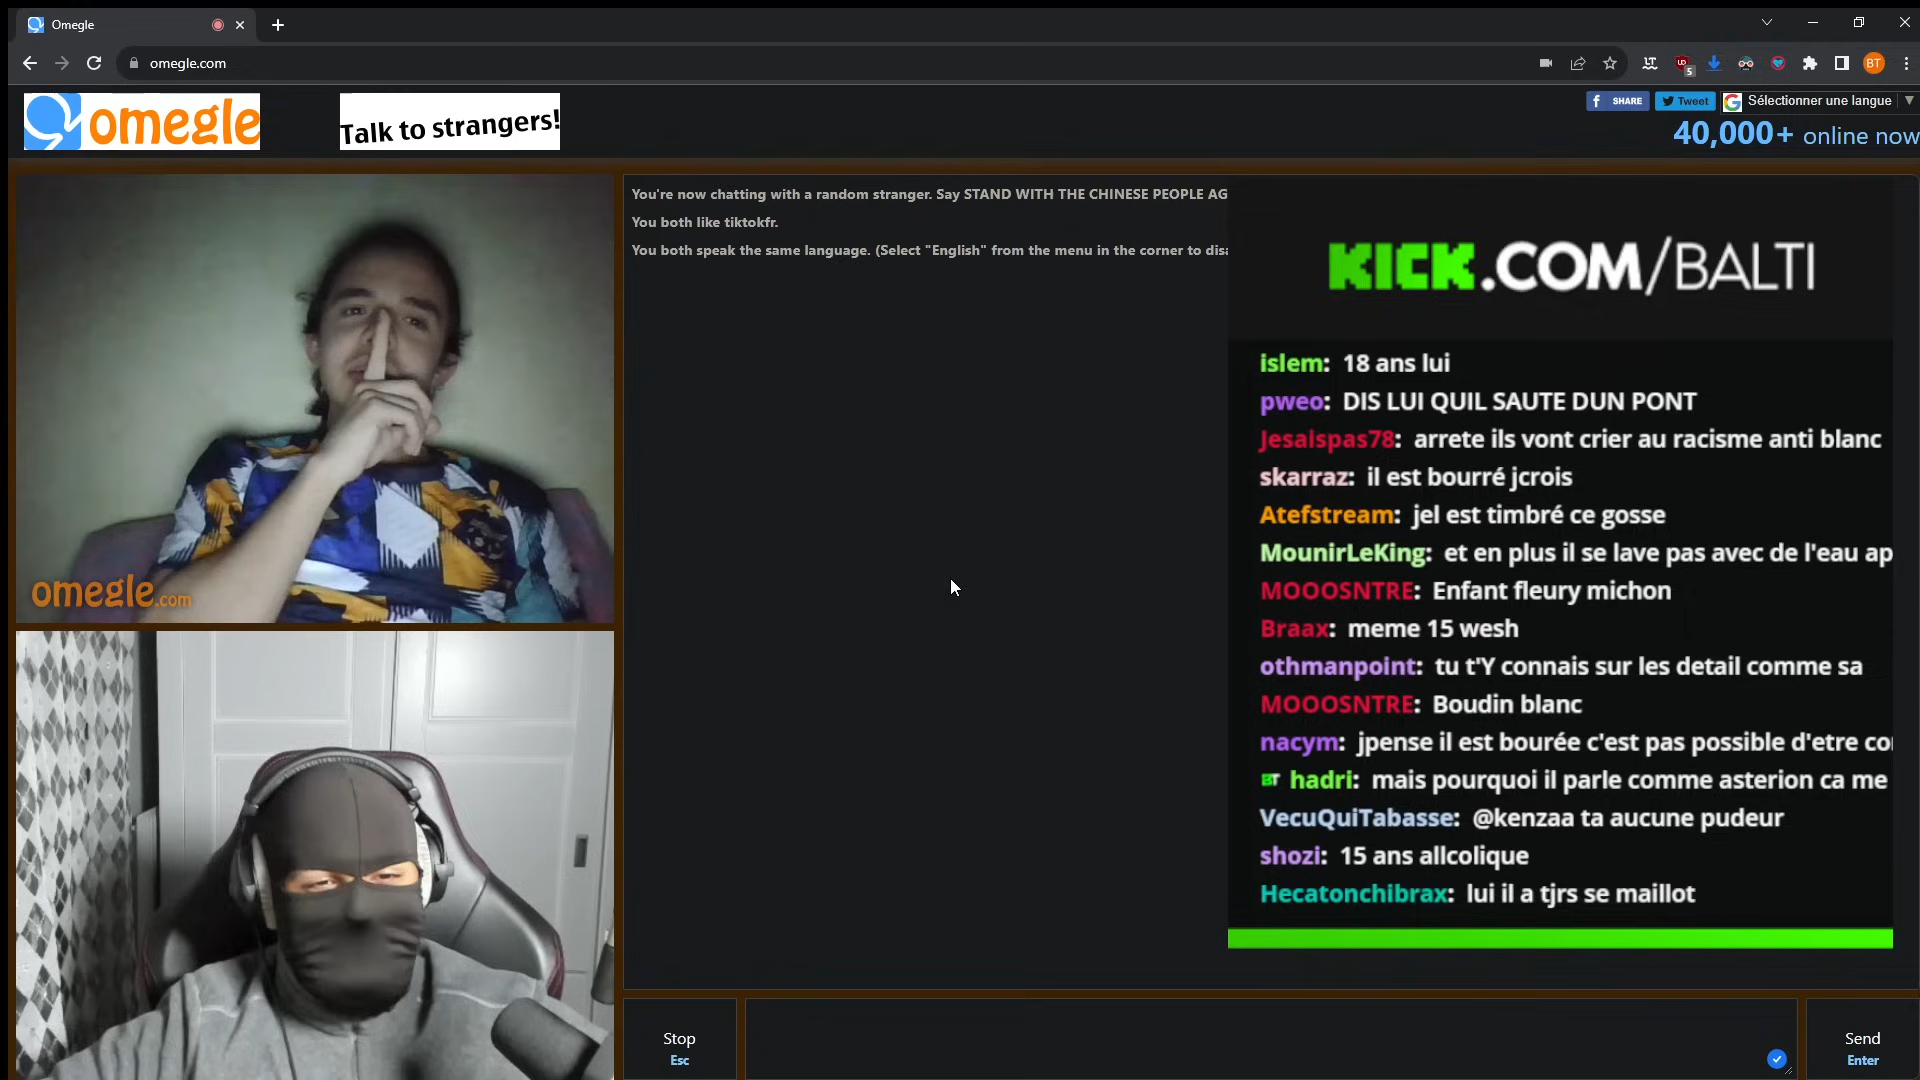 Omegle
omegle.com
5
BT
omegle
Talk to strangers!
SHARE
Tweet
Sélectionner une langue
40,000+ online now
You're now chatting with a random stranger. Say STAND WITH THE CHINESE PEOPLE AG
You both like tiktokfr.
You both speak the same language. (Select "English" from the menu in the corner to disa
omegle.com
KICK.COM/BALTI
islem: 18 ans lui
pweo: DIS LUI QUIL SAUTE DUN PONT
Jesaispas78: arrete ils vont crier au racisme anti blanc
skarraz: il est bourré jcrois
Atefstream: jel est timbré ce gosse
MounirLeKing: et en plus il se lave pas avec de l'eau ap
MOOOSNTRE: Enfant fleury michon
Braax: meme 15 wesh
othmanpoint: tu t'Y connais sur les detail comme sa
MOOOSNTRE: Boudin blanc
nacym: jpense il est bourée c'est pas possible d'etre co
BT hadri: mais pourquoi il parle comme asterion ca me
VecuQuiTabasse: @kenzaa ta aucune pudeur
shozi: 15 ans allcolique
Hecatonchibrax: lui il a tjrs se maillot
Stop
Esc
Send
Enter